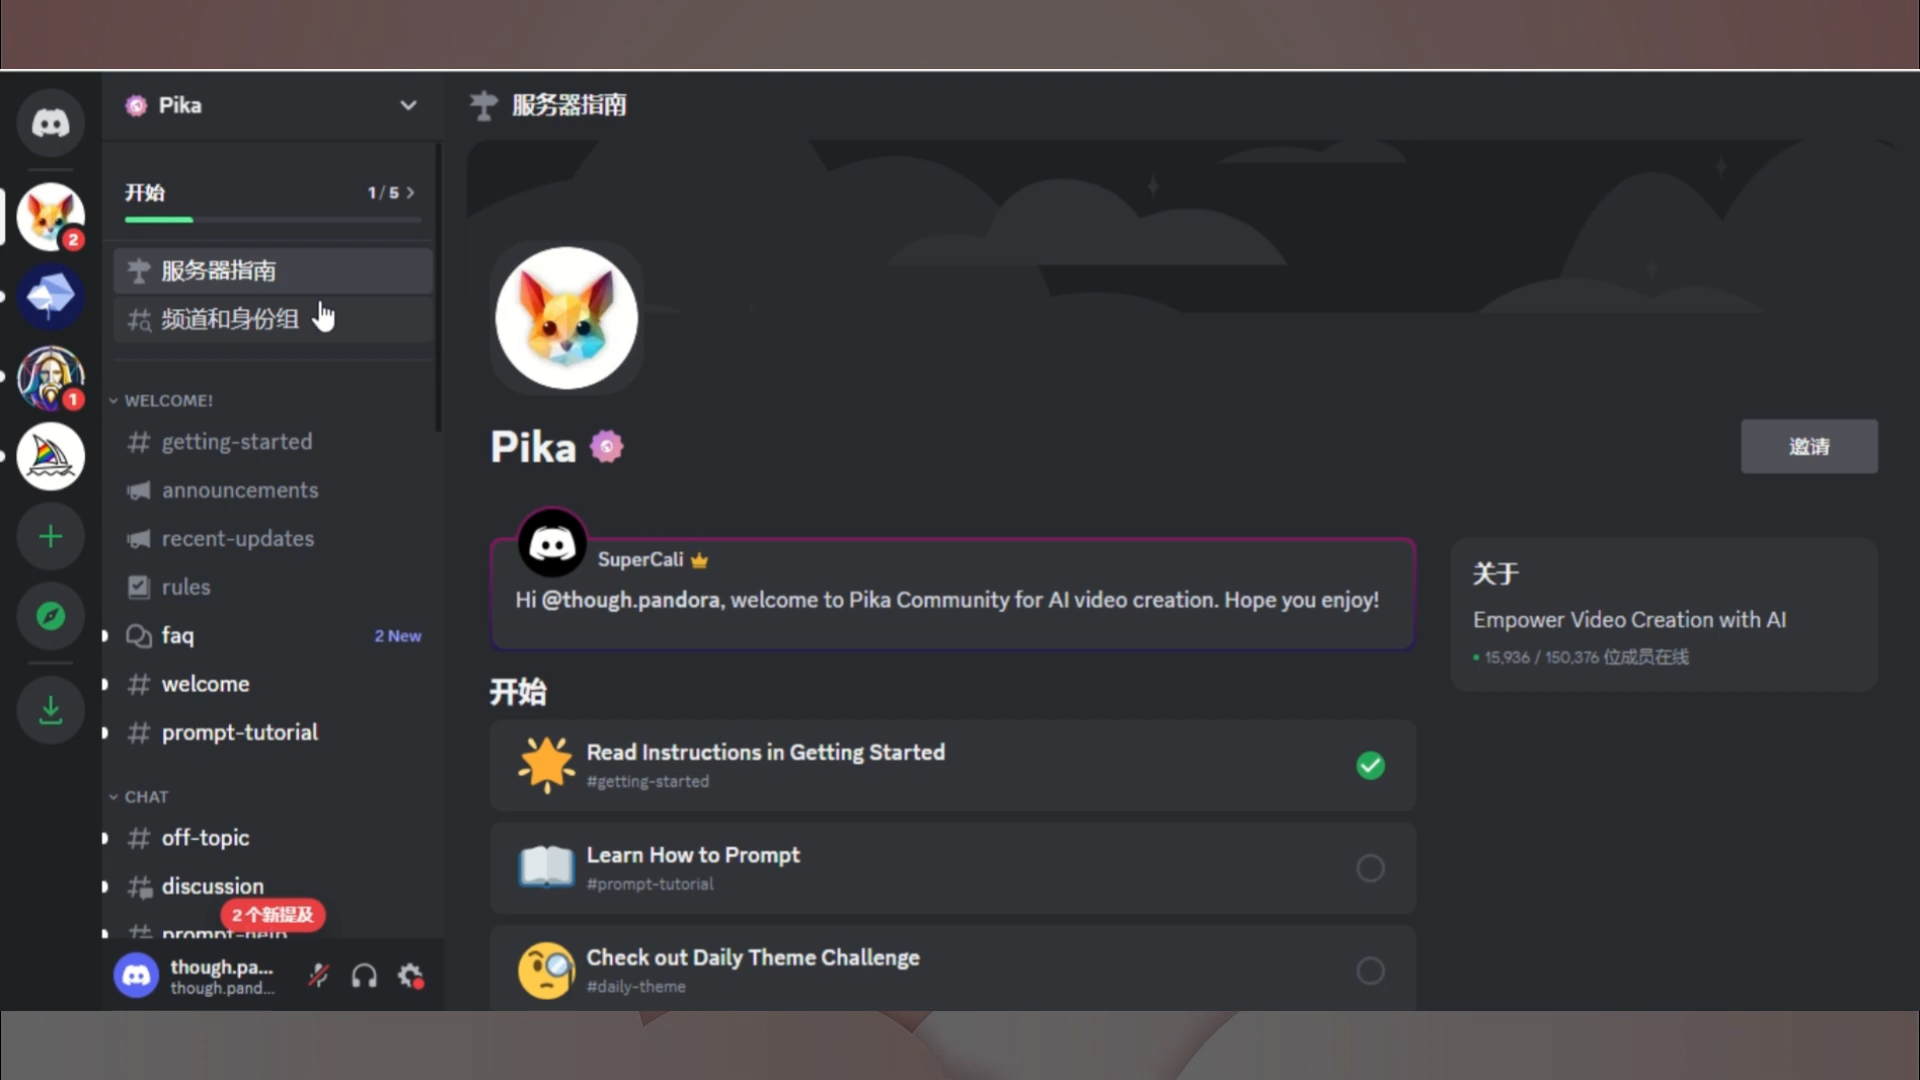 Pika
开始
1 / 5
服务器指南
频道和身份组
WELCOME!
getting-started
announcements
recent-updates
rules
faq
2 New
welcome
prompt-tutorial
CHAT
off-topic
discussion
2 个新提及
prompt-help
though.pa...
though.pand...
2
1
服务器指南
Pika
邀请
SuperCali
Hi @though.pandora, welcome to Pika Community for AI video creation. Hope you enjoy!
关于
Empower Video Creation with AI
15,936 / 150,376 位成员在线
开始
Read Instructions in Getting Started
#getting-started
Learn How to Prompt
#prompt-tutorial
Check out Daily Theme Challenge
#daily-theme